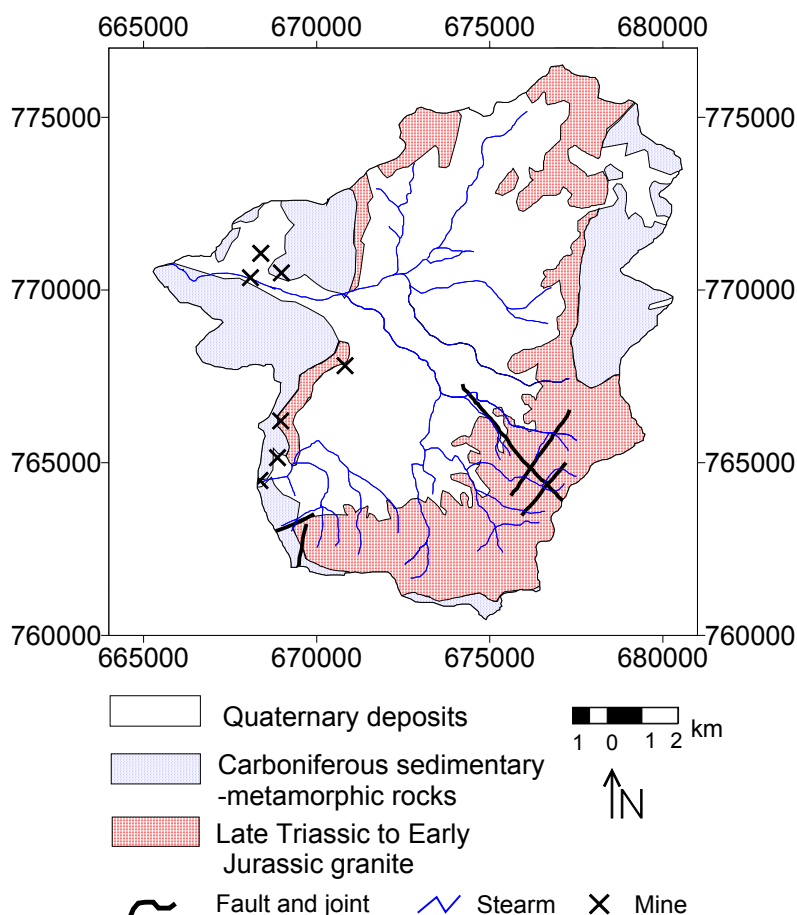 665000 670000 675000 680000
775000 775000
770000 770000
765000 765000
760000 760000
665000 670000 675000 680000
Quaternary deposits
1 0 1 2 km
Carboniferous sedimentary
-metamorphic rocks
N
Late Triassic to Early
Jurassic granite
Fault and joint Stearm Mine